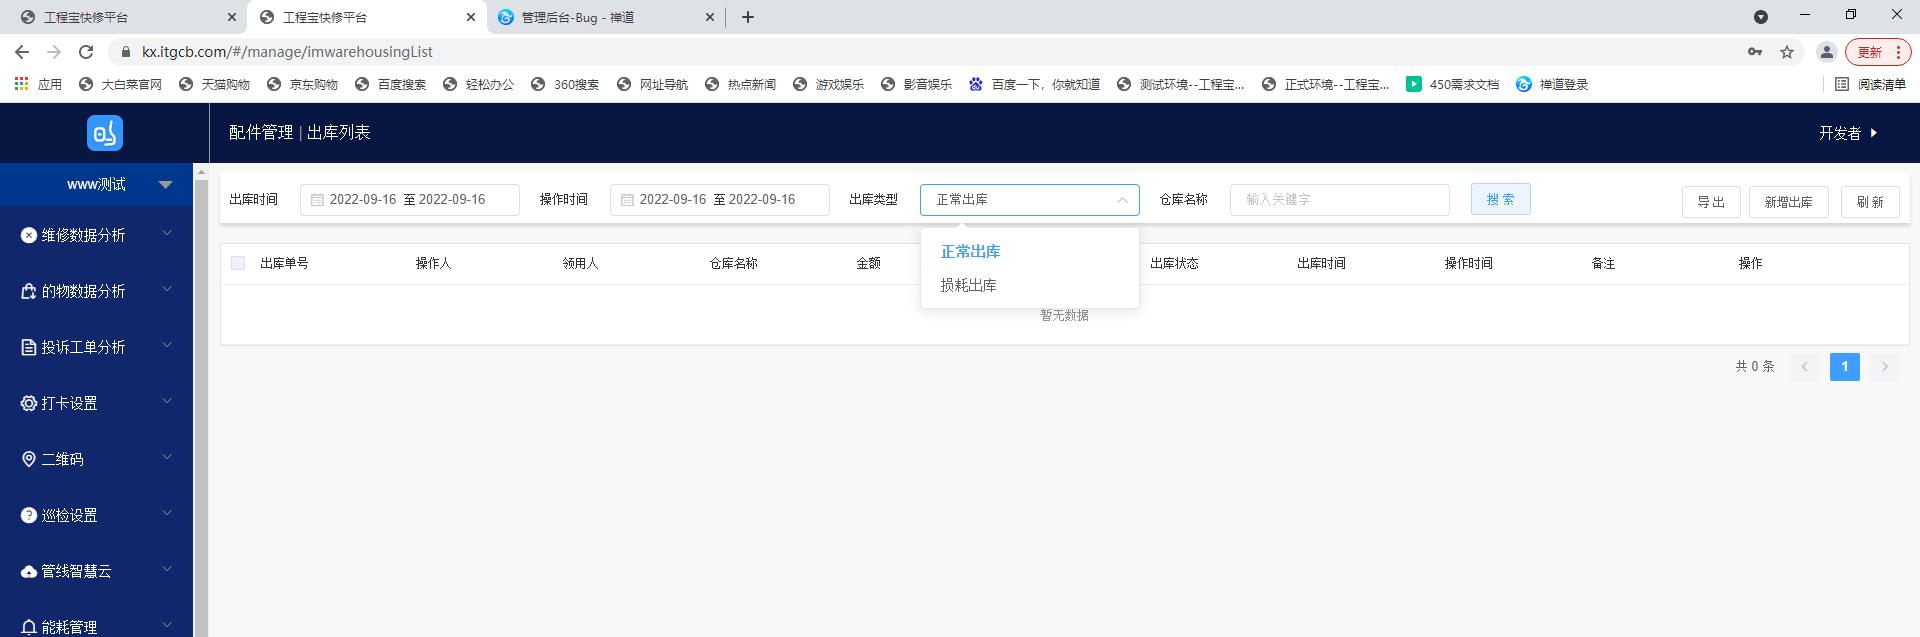 工程宝快修平台
工程宝快修平台
管理后台-Bug - 禅道
kx.itgcb.com/#/manage/imwarehousingList
更新
应用
大白菜官网
天猫购物
京东购物
百度搜索
轻松办公
360搜索
网址导航
热点新闻
游戏娱乐
影音娱乐
百度一下，你就知道
测试环境--工程宝...
正式环境--工程宝...
450需求文档
禅道登录
阅读清单
配件管理 | 出库列表
开发者
www测试
维修数据分析
的物数据分析
投诉工单分析
打卡设置
二维码
巡检设置
管线智慧云
能耗管理
出库时间
2022-09-16 至 2022-09-16
操作时间
2022-09-16 至 2022-09-16
出库类型
正常出库
仓库名称
输入关键字
搜 索
导 出
新增出库
刷 新
正常出库
损耗出库
出库单号
操作人
领用人
仓库名称
金额
出库状态
出库时间
操作时间
备注
操作
暂无数据
共 0 条
1